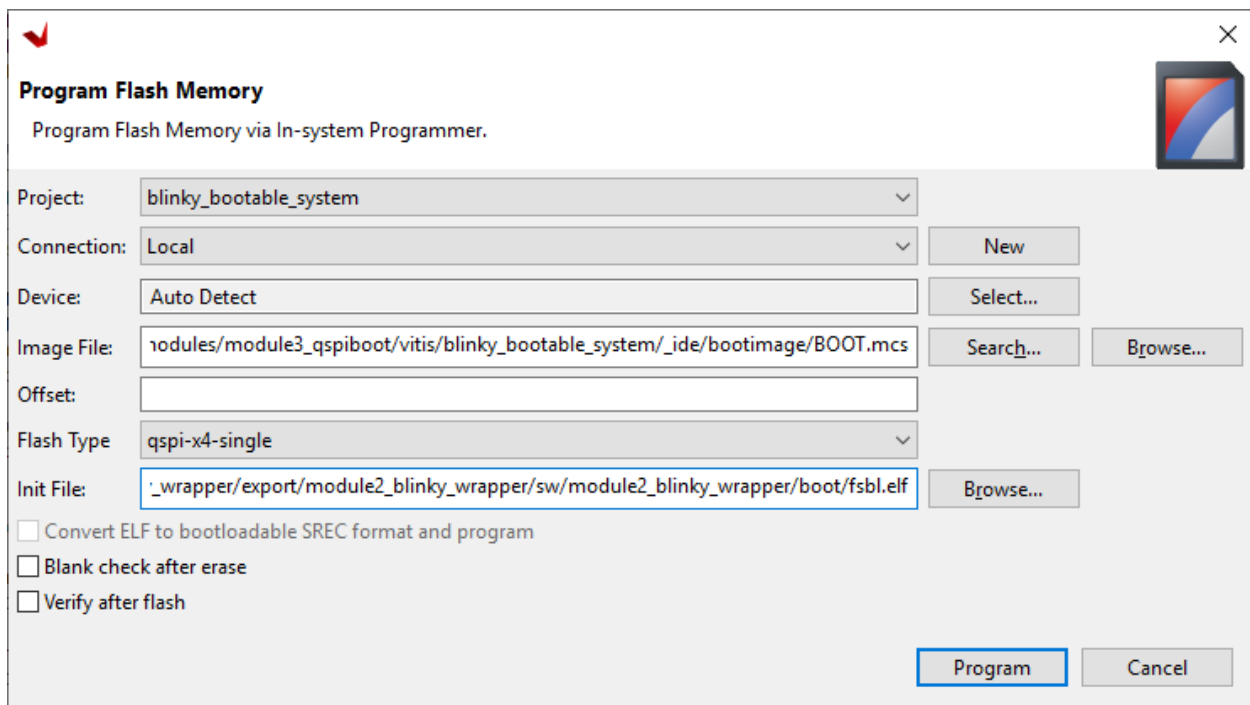 Program Flash Memory
Program Flash Memory via In-system Programmer.
Project: blinky_bootable_system
Connection: Local New
Device: Auto Detect Select...
Image File: nodules/module3_qspiboot/vitis/blinky_bootable_system/_ide/bootimage/BOOT.mcs Search... Browse...
Offset:
Flash Type qspi-x4-single
Init File: _wrapper/export/module2_blinky_wrapper/sw/module2_blinky_wrapper/boot/fsbl.elf Browse...
Convert ELF to bootloadable SREC format and program
Blank check after erase
Verify after flash
Program Cancel